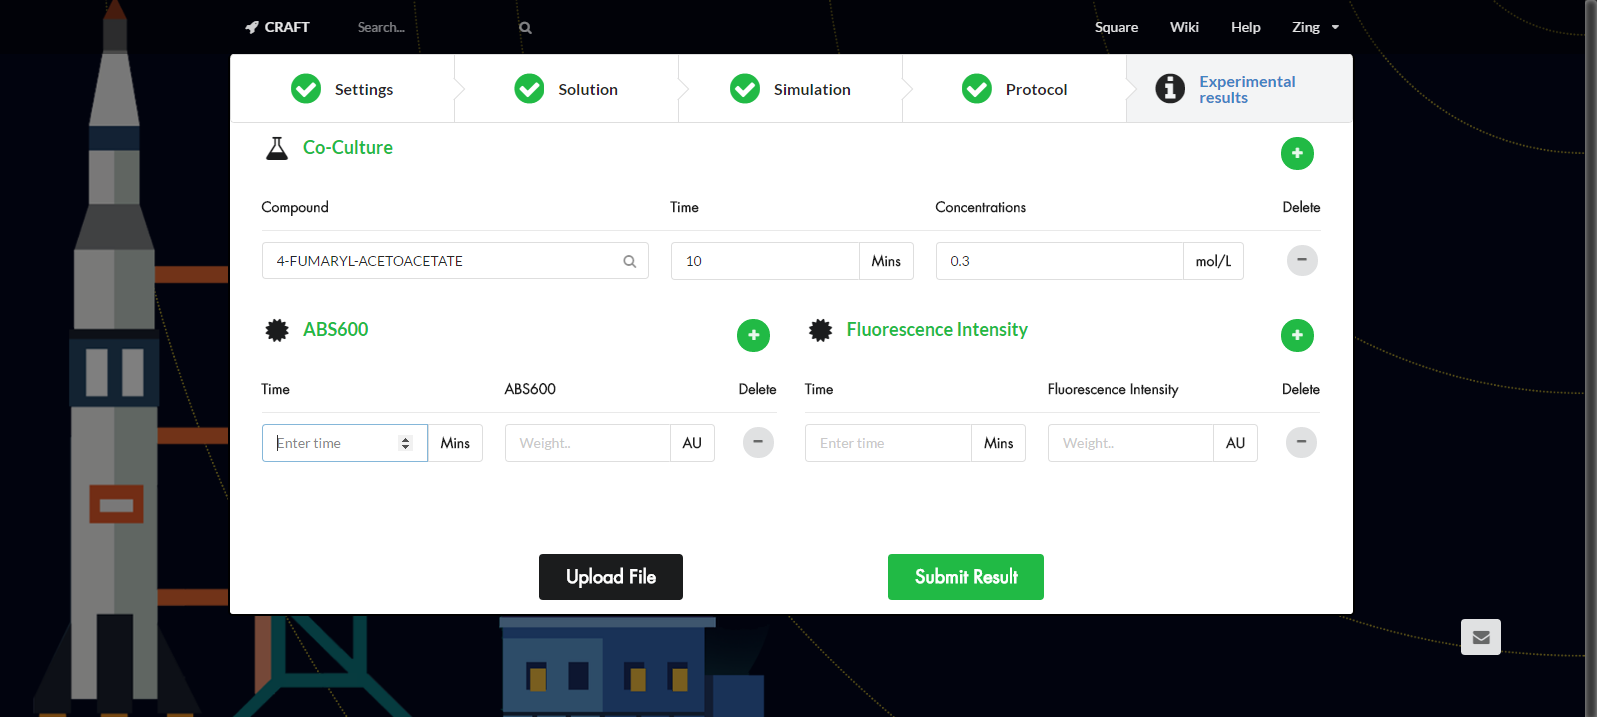 CRAFT Search... Square Wiki Help Zing
Settings Solution Simulation Protocol Experimental
results
Co-Culture
Compound Time Concentrations Delete
4-FUMARYL-ACETOACETATE 10 Mins 0.3 mol/L
ABS600 Fluorescence Intensity
Time ABS600 Delete Time Fluorescence Intensity Delete
Enter time Mins Weight.. AU Enter time Mins Weight.. AU
Upload File Submit Result